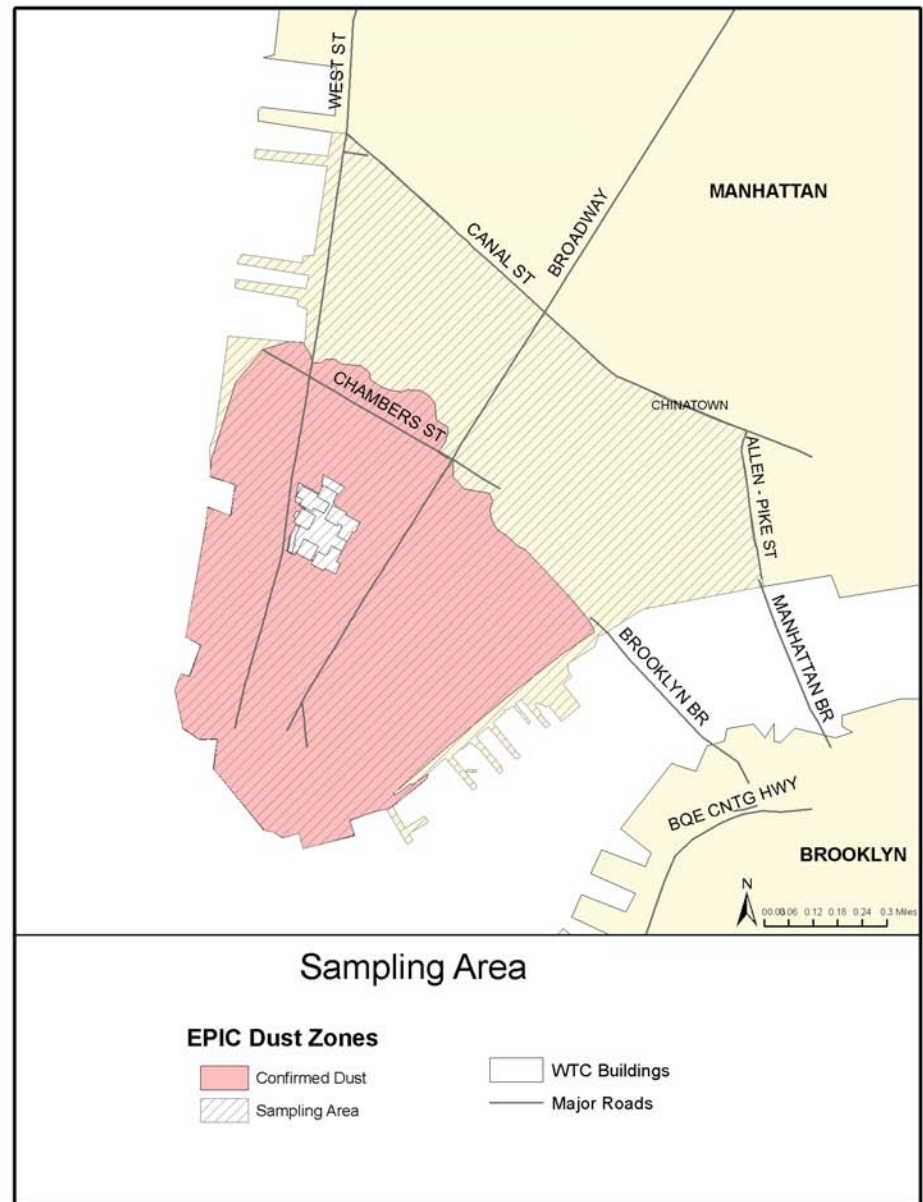 WEST ST
MANHATTAN
BROADWAY
CANAL ST
CHINATOWN
CHAMBERS ST
ALLEN - PIKE ST
MANHATTAN BR
BROOKLYN BR
BQE CNTG HWY
BROOKLYN
N
0.12 0.18 0.24 0.3 Miles
Sampling Area
EPIC Dust Zones
Confirmed Dust
Sampling Area
WTC Buildings
Major Roads